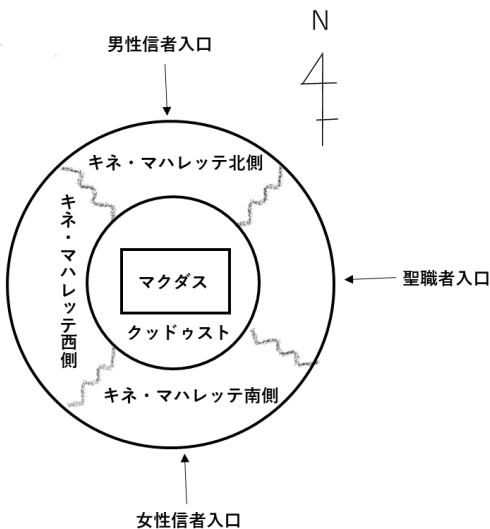 N
男性信者入口
キネ・マハレッテ北側
キネ・マハレッテ西側
マクダス
聖職者入口
クッドゥスト
キネ・マハレッテ南側
女性信者入口